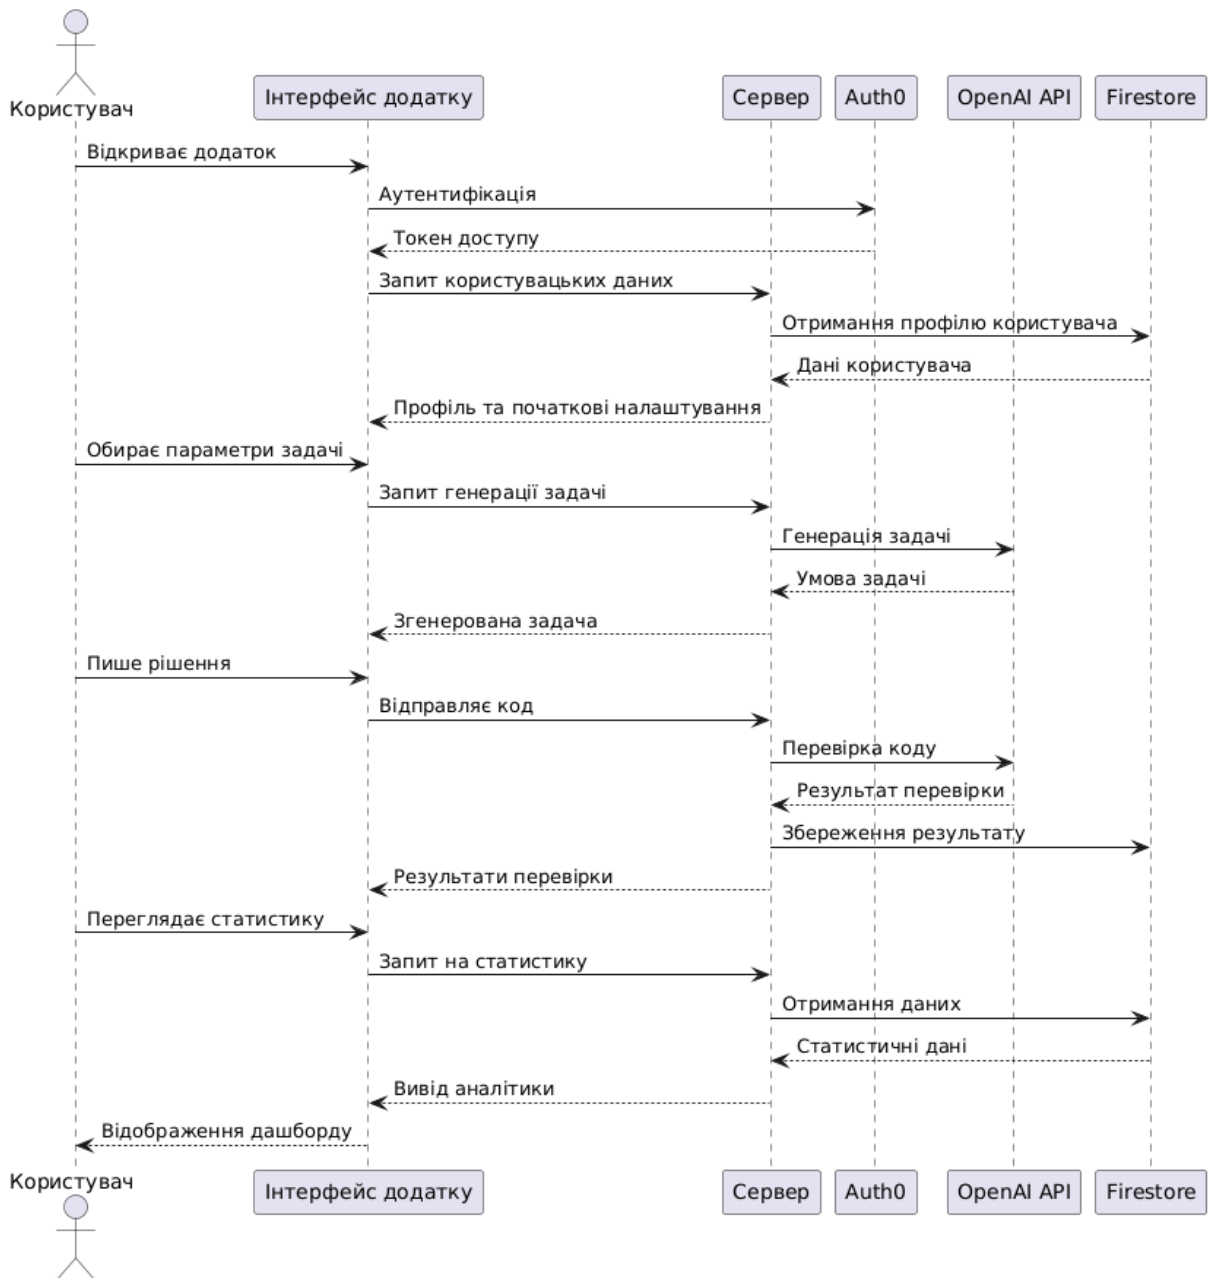 Користувач
Інтерфейс додатку
Сервер
Auth0
OpenAI API
Firestore
Відкриває додаток
Аутентифікація
Токен доступу
Запит користувацьких даних
Отримання профілю користувача
Дані користувача
Профіль та початкові налаштування
Обирає параметри задачі
Запит генерації задачі
Генерація задачі
Умова задачі
Згенерована задача
Пише рішення
Відправляє код
Перевірка коду
Результат перевірки
Збереження результату
Результати перевірки
Переглядає статистику
Запит на статистику
Отримання даних
Статистичні дані
Вивід аналітики
Відображення дашборду
Користувач
Інтерфейс додатку
Сервер
Auth0
OpenAI API
Firestore